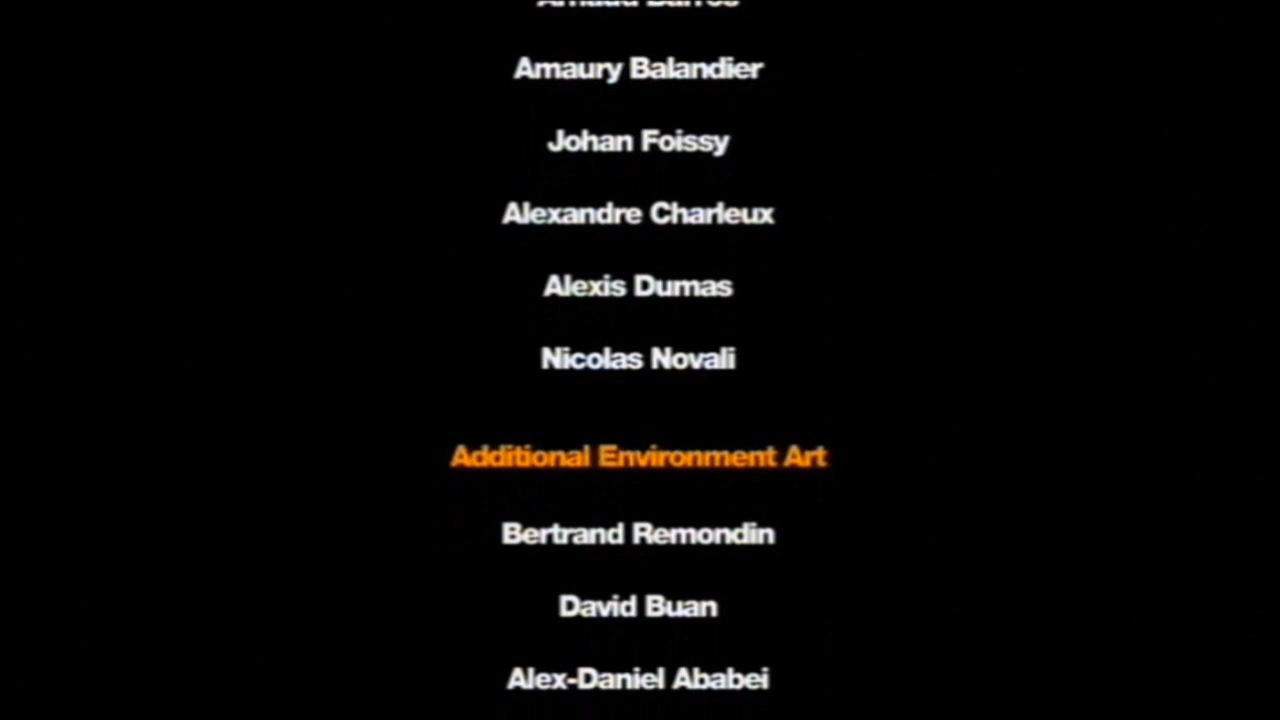 Amaury Balandier
Johan Foissy
Alexandre Charleux
Alexis Dumas
Nicolas Novali
Additional Environment Art
Bertrand Remondin
David Buan
Alex-Daniel Ababei